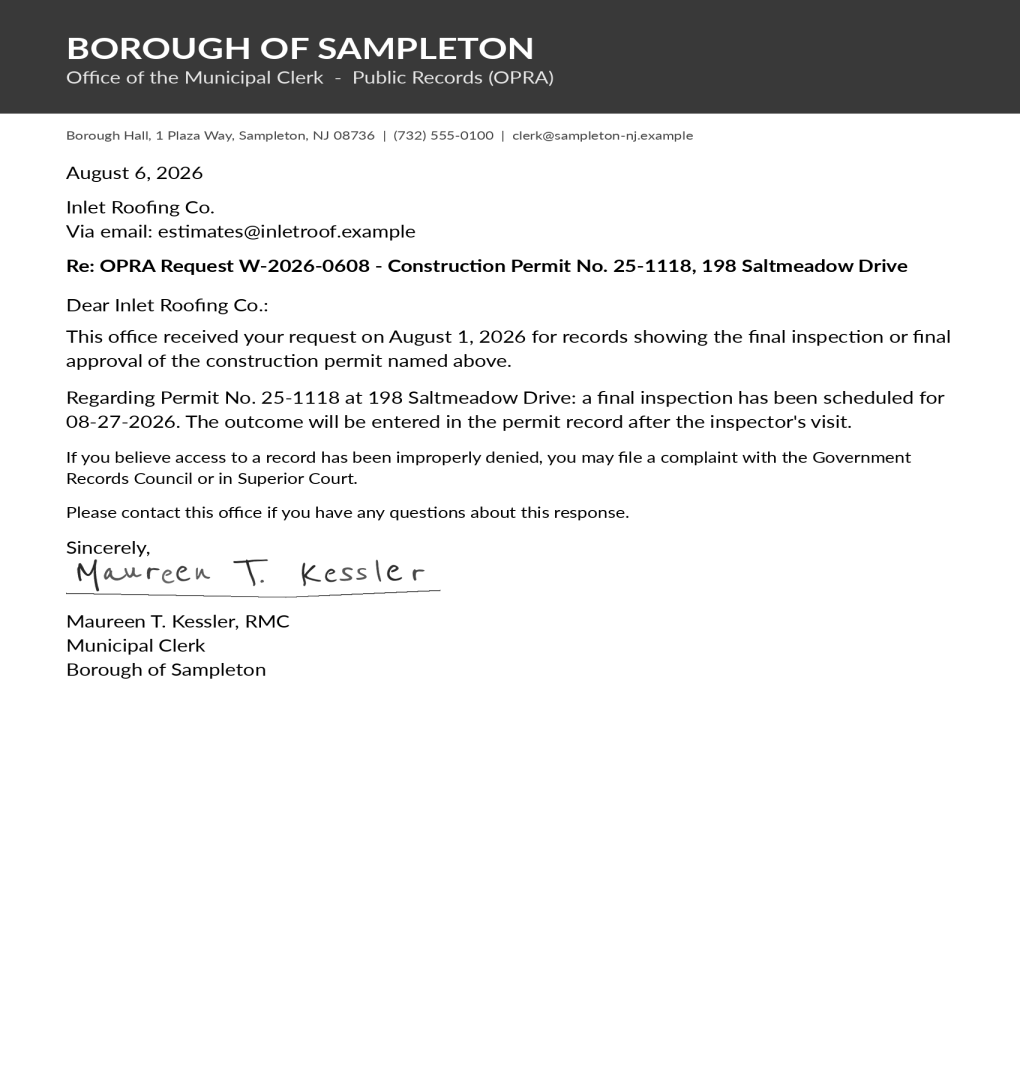 BOROUGH OF SAMPLETON
Office of the Municipal Clerk - Public Records (OPRA)
Borough Hall, 1 Plaza Way, Sampleton, NJ 08736 | (732) 555-0100 | clerk@sampleton-nj.example
August 6, 2026
Inlet Roofing Co.
Via email: estimates@inletroof.example
Re: OPRA Request W-2026-0608 - Construction Permit No. 25-1118, 198 Saltmeadow Drive
Dear Inlet Roofing Co.:
This office received your request on August 1, 2026 for records showing the final inspection or final
approval of the construction permit named above.
Regarding Permit No. 25-1118 at 198 Saltmeadow Drive: a final inspection has been scheduled for
08-27-2026. The outcome will be entered in the permit record after the inspector's visit.
If you believe access to a record has been improperly denied, you may file a complaint with the Government
Records Council or in Superior Court.
Please contact this office if you have any questions about this response.
Sincerely,
Maureen T. Kessler
Maureen T. Kessler, RMC
Municipal Clerk
Borough of Sampleton